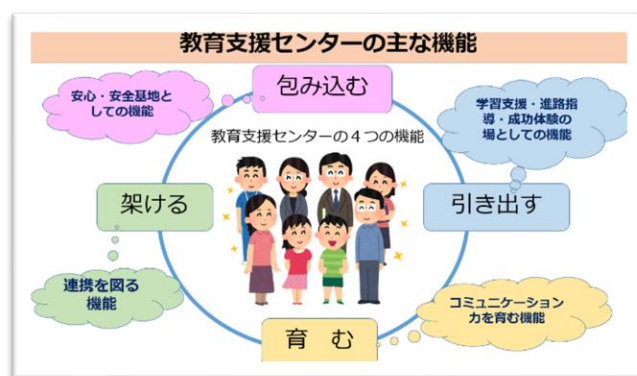 教育支援センターの主な機能
包み込む
安心・安全基地と
しての機能
学習支援・進路指
導・成功体験の
場としての機能
教育支援センターの4つの機能
架ける
引き出す
連携を図る
機能
コミュニケーション
力を育む機能
育 む